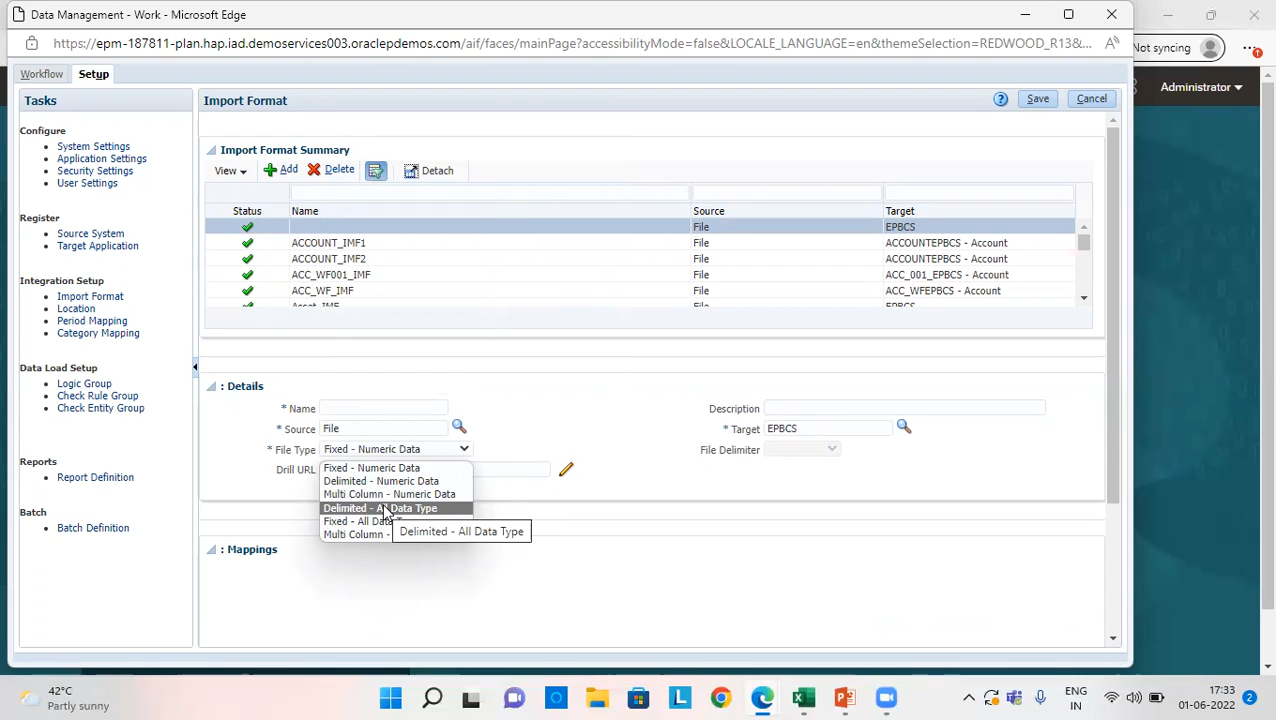 Data Management - Work - Microsoft Edge
https://epm-187811-plan.hap.iad.demoservices003.oraclepdemos.com/aif/faces/mainPage?accessibilityMode=false&LOCALE_LANGUAGE=en&themeSelection=REDWOOD_R13&...
Not syncing
Administrator
Workflow Setup
Tasks
Configure
System Settings
Application Settings
Security Settings
User Settings
Register
Source System
Target Application
Integration Setup
Import Format
Location
Period Mapping
Category Mapping
Data Load Setup
Logic Group
Check Rule Group
Check Entity Group
Reports
Report Definition
Batch
Batch Definition
Import Format
Save Cancel
Import Format Summary
View Add Delete Detach
Status Name Source Target
File EPBCS
ACCOUNT_IMF1 File ACCOUNTEPBCS - Account
ACCOUNT_IMF2 File ACCOUNTEPBCS - Account
ACC_WF001_IMF File ACC_001_EPBCS - Account
ACC_WF_IMF File ACC_WFEPBCS - Account
Asset_IMF File EPBCS
: Details
* Name Description
* Source File * Target EPBCS
* File Type Fixed - Numeric Data File Delimiter
Drill URL
Fixed - Numeric Data
Delimited - Numeric Data
Multi Column - Numeric Data
Delimited - All Data Type
Fixed - All Data T
Multi Column -
Delimited - All Data Type
: Mappings
42°C
Partly sunny
ENG
IN
17:33
01-06-2022
2